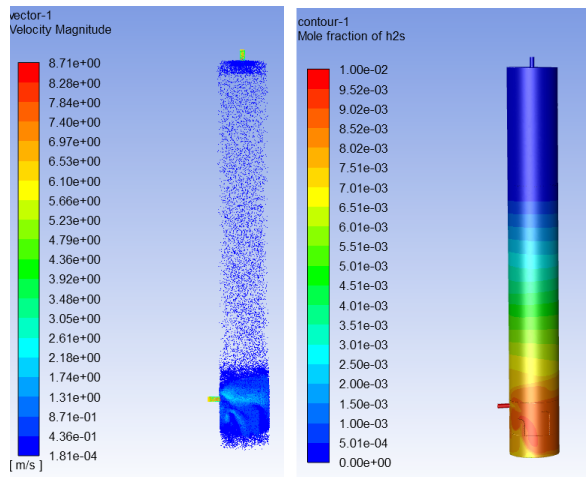 vector-1
Velocity Magnitude
8.71e+00
8.28e+00
7.84e+00
7.40e+00
6.97e+00
6.53e+00
6.10e+00
5.66e+00
5.23e+00
4.79e+00
4.36e+00
3.92e+00
3.48e+00
3.05e+00
2.61e+00
2.18e+00
1.74e+00
1.31e+00
8.71e-01
4.36e-01
1.81e-04
[ m/s ]
contour-1
Mole fraction of h2s
1.00e-02
9.52e-03
9.02e-03
8.52e-03
8.02e-03
7.51e-03
7.01e-03
6.51e-03
6.01e-03
5.51e-03
5.01e-03
4.51e-03
4.01e-03
3.51e-03
3.01e-03
2.50e-03
2.00e-03
1.50e-03
1.00e-03
5.01e-04
0.00e+00